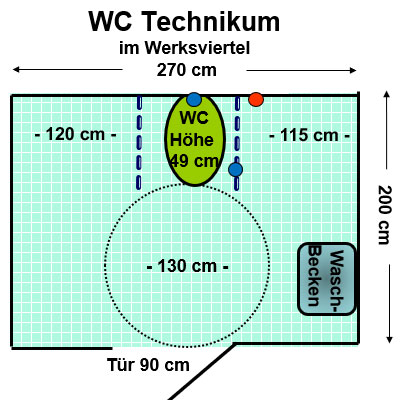 WC Technikum
im Werksviertel
270 cm
- 120 cm -
WC
Höhe
49 cm
- 115 cm -
200 cm
- 130 cm -
Wasch-
Becken
Tür 90 cm